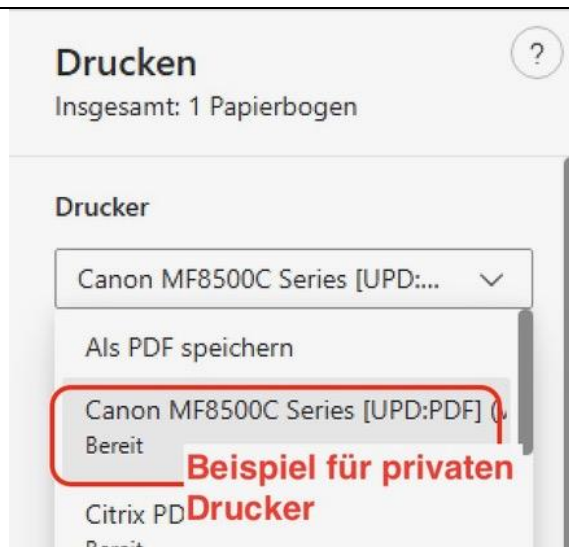 Drucken
?
Insgesamt: 1 Papierbogen
Drucker
Canon MF8500C Series [UPD:...
Als PDF speichern
Canon MF8500C Series [UPD:PDF] (
Bereit
Beispiel für privaten
Citrix PD
Drucker
Bereit